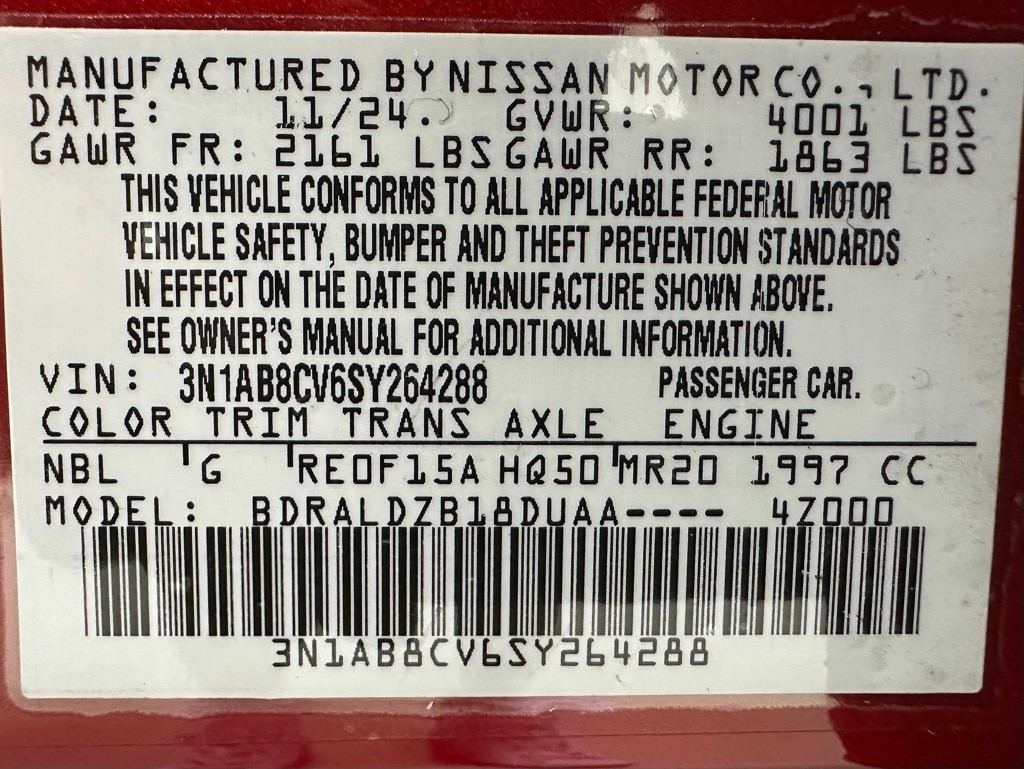 MANUFACTURED BY NISSAN MOTOR CO., LTD.
DATE: 11/24. GVWR: 4001 LBS
GAWR FR: 2161 LBS GAWR RR: 1863 LBS
THIS VEHICLE CONFORMS TO ALL APPLICABLE FEDERAL MOTOR
VEHICLE SAFETY, BUMPER AND THEFT PREVENTION STANDARDS
IN EFFECT ON THE DATE OF MANUFACTURE SHOWN ABOVE.
SEE OWNER'S MANUAL FOR ADDITIONAL INFORMATION.
VIN: 3N1AB8CV6SY264288 PASSENGER CAR.
COLOR TRIM TRANS AXLE ENGINE
NBL G RE0F15A HQ50 MR20 1997 CC
MODEL: BDRALDZB18DUAA---- 4Z000
3N1AB8CV6SY264288